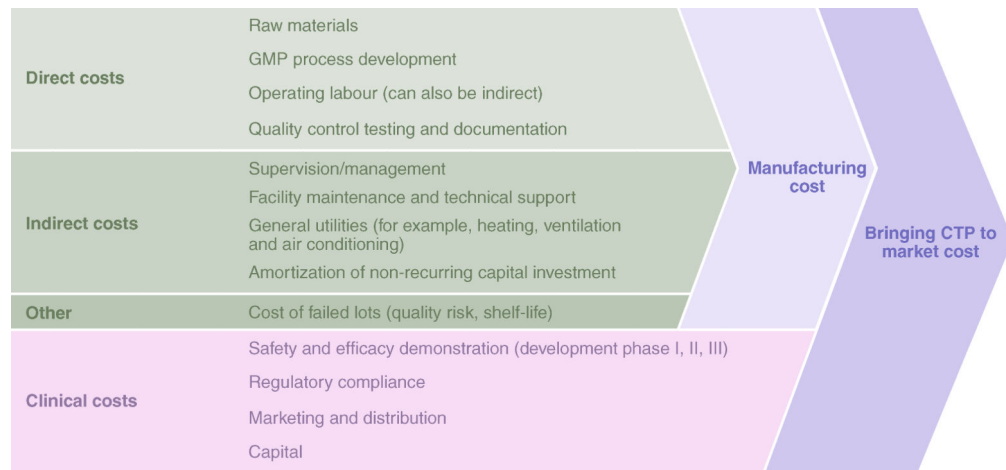 Direct costs
Raw materials
GMP process development
Operating labour (can also be indirect)
Quality control testing and documentation
Indirect costs
Supervision/management
Facility maintenance and technical support
General utilities (for example, heating, ventilation
and air conditioning)
Amortization of non-recurring capital investment
Other
Cost of failed lots (quality risk, shelf-life)
Clinical costs
Safety and efficacy demonstration (development phase I, II, III)
Regulatory compliance
Marketing and distribution
Capital
Manufacturing
cost
Bringing CTP to
market cost